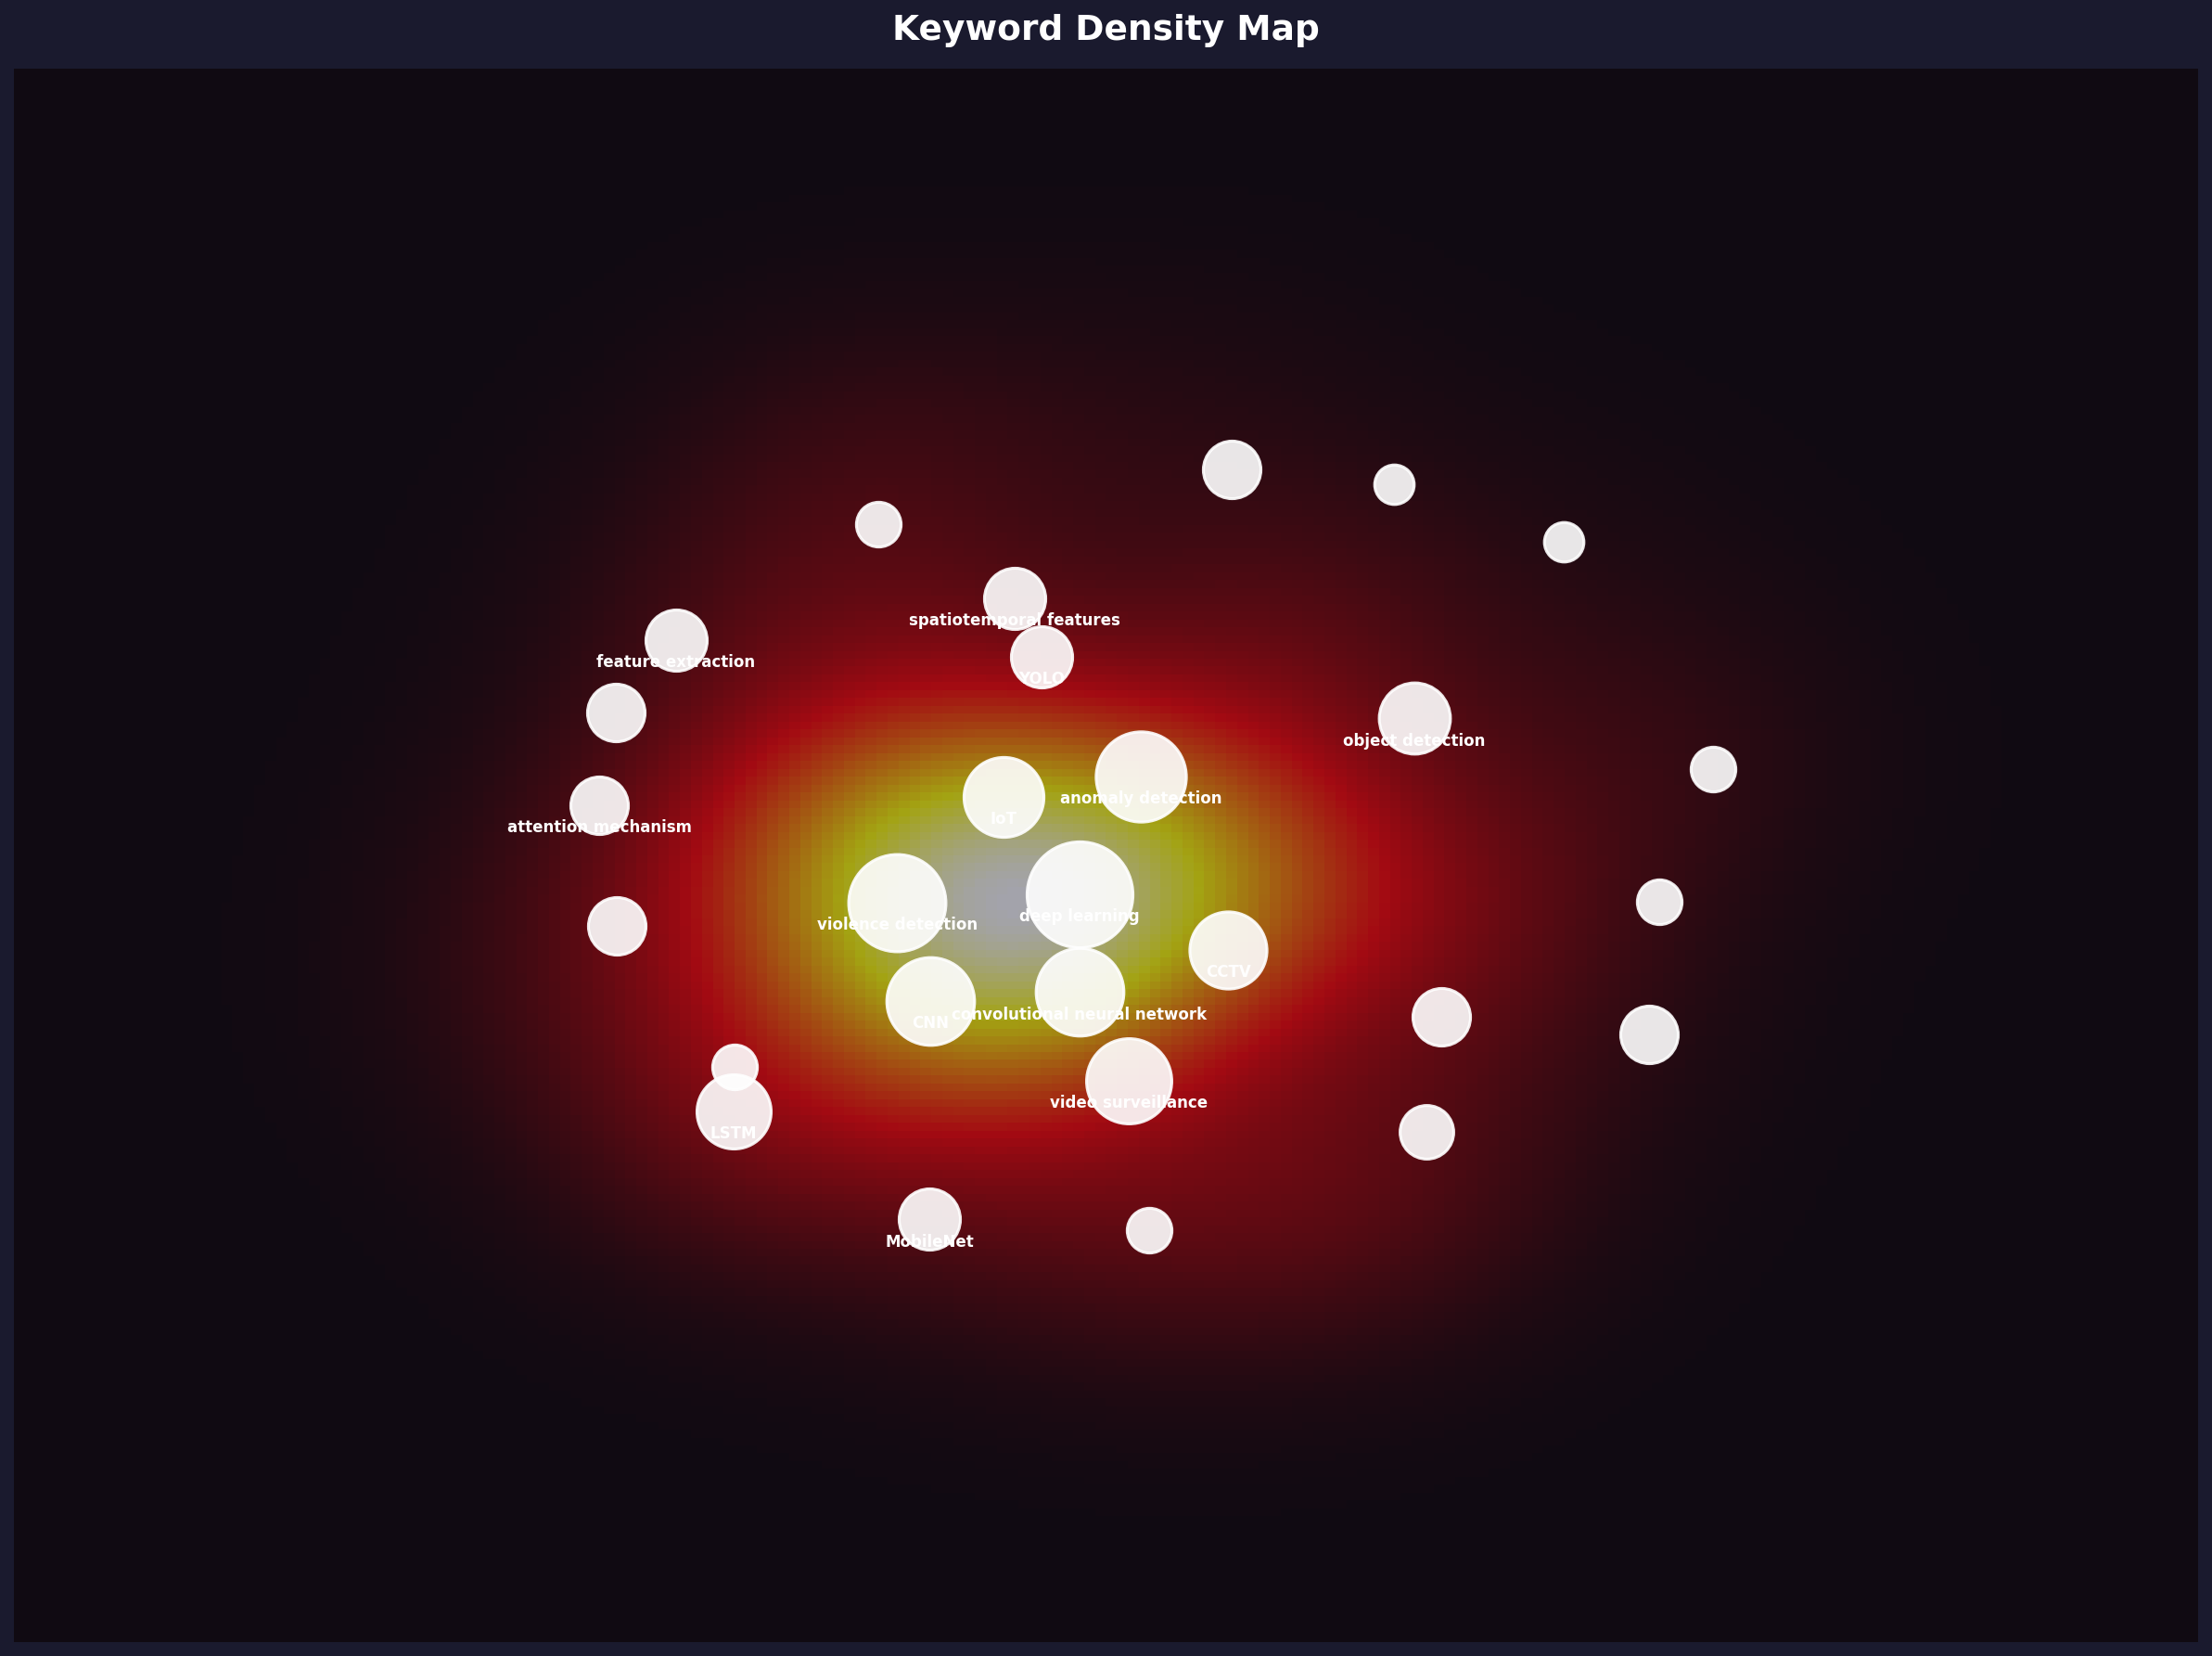 Keyword Density Map
spatiotemporal features
feature extraction
YOLO
object detection
anomaly detection
IoT
attention mechanism
deep learning
violence detection
CCTV
convolutional neural network
CNN
video surveillance
LSTM
MobileNet